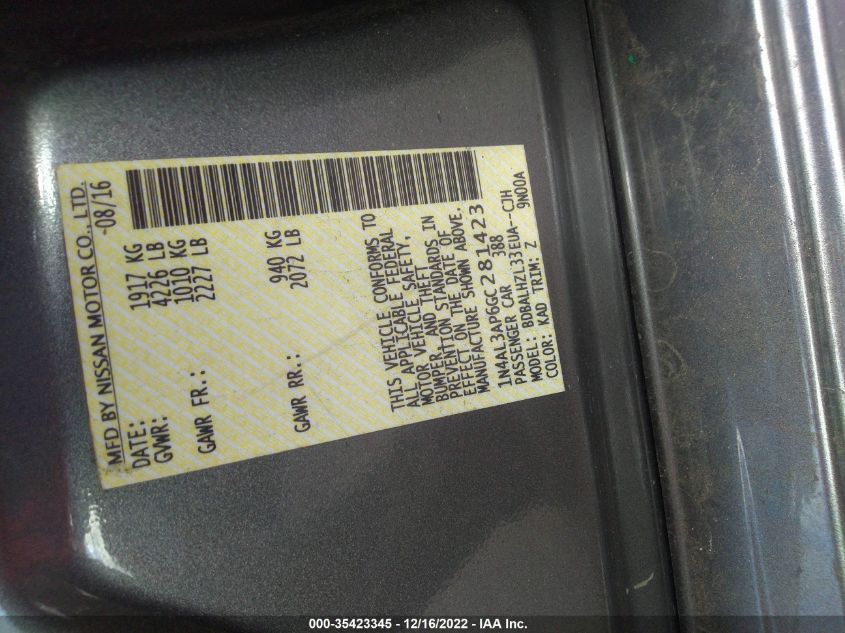 MFD BY NISSAN MOTOR CO., LTD.
DATE: 08/16
GVWR: 1917 KG
4226 LB
GAWR FR.: 1010 KG
2227 LB
GAWR RR.: 940 KG
2072 LB
THIS VEHICLE CONFORMS TO
ALL APPLICABLE FEDERAL
MOTOR VEHICLE SAFETY,
BUMPER, AND THEFT
PREVENTION STANDARDS IN
EFFECT ON THE DATE OF
MANUFACTURE SHOWN ABOVE.
1N4AL3AP6GC281423
PASSENGER CAR 388
MODEL: BDBALHZL33EUA--CJH
COLOR: KAD TRIM: Z 9N00A
000-35423345 - 12/16/2022 - IAA Inc.